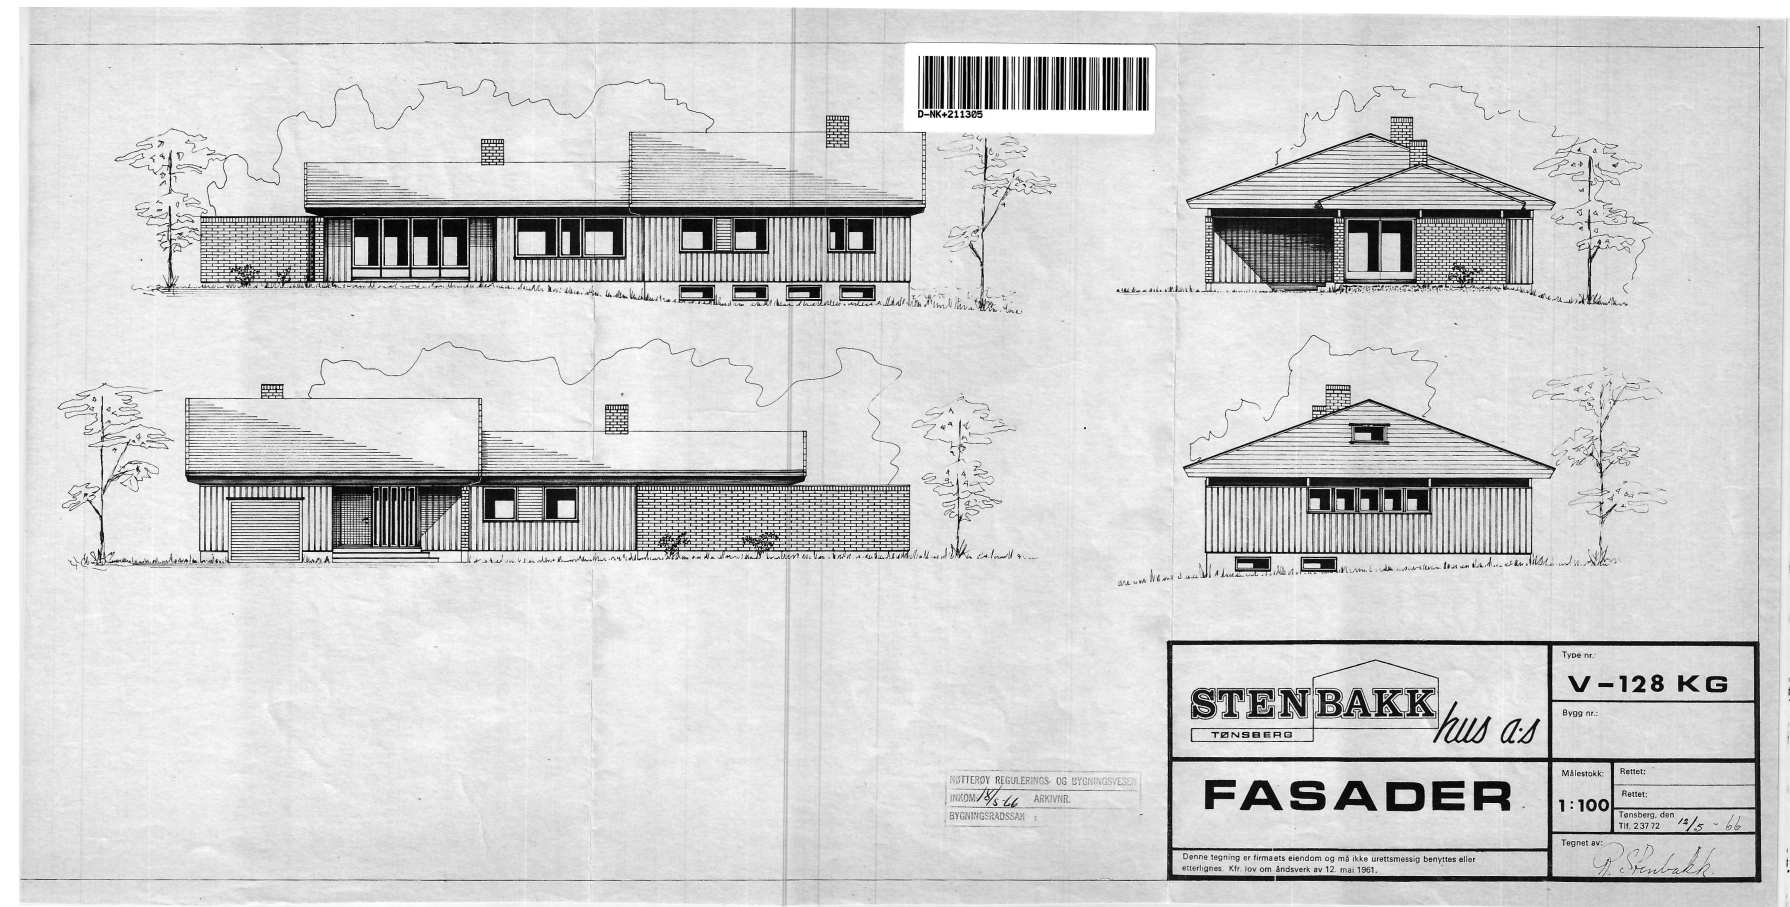 D-NK+211305
STENBAKK
TØNSBERG
hus a.s
Type nr.:
V-128 KG
Bygg nr.:
FASADER
Målestokk:
1:100
Rettet:
Rettet:
Tønsberg, den
Tlf. 23772 12/5 - 66
Tegnet av:
R. Stenbakk.
Denne tegning er firmaets eiendom og må ikke urettsmessig benyttes eller
etterlignes. Kfr. lov om åndsverk av 12. mai 1961.
NØTTERØY REGULERINGS- OG BYGNINGSVESEN
INKOM. 18/5-66 ARKIVNR.
BYGNINGSRÅDSSAK :